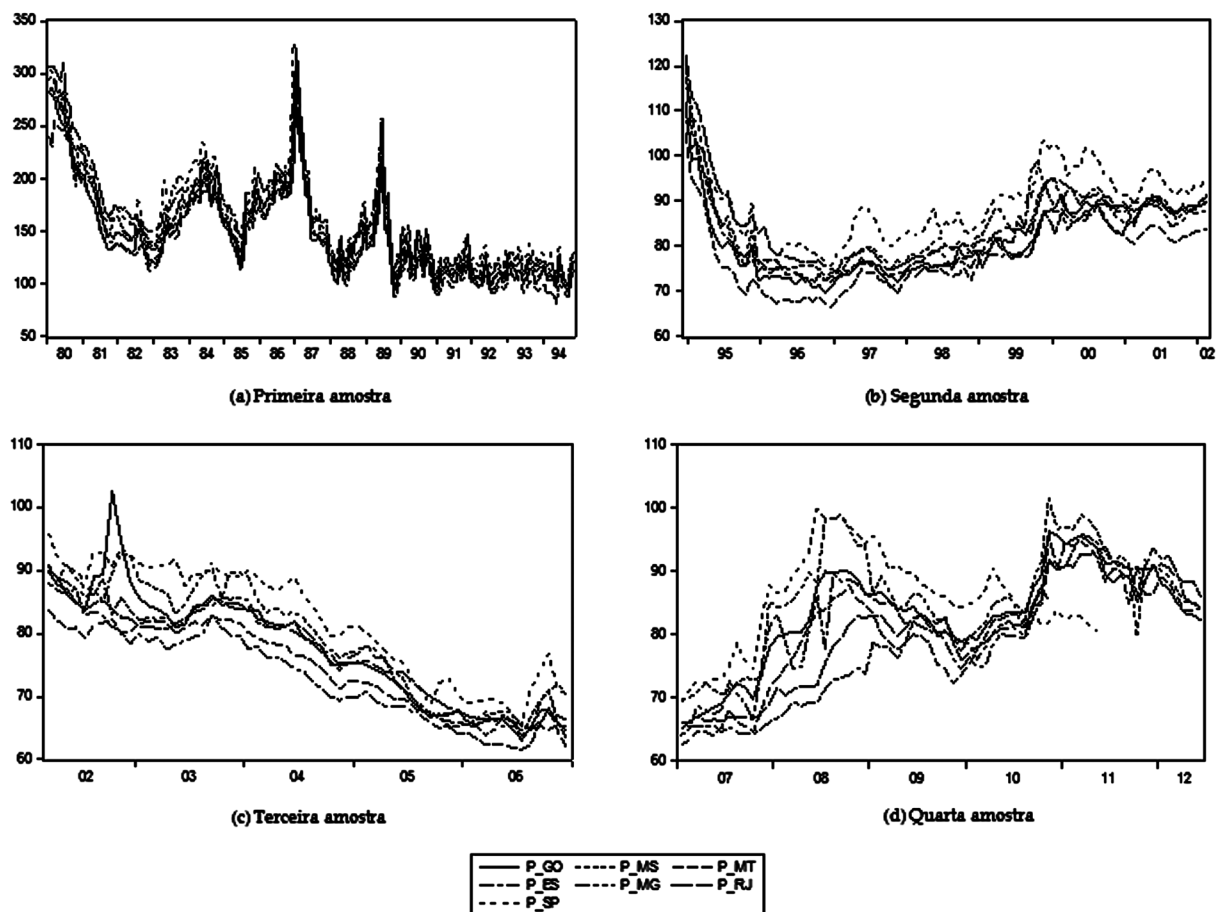 350
300
250
200
150
100
50
80 81 82 83 84 85 86 87 88 89 90 91 92 93 94
(a) Primeira amostra
130
120
110
100
90
80
70
60
95 96 97 98 99 00 01 02
(b) Segunda amostra
110
100
90
80
70
60
02 03 04 05 06
(c) Terceira amostra
110
100
90
80
70
60
07 08 09 10 11 12
(d) Quarta amostra
P_GO P_MS P_MT
P_ES P_MG P_RJ
P_SP